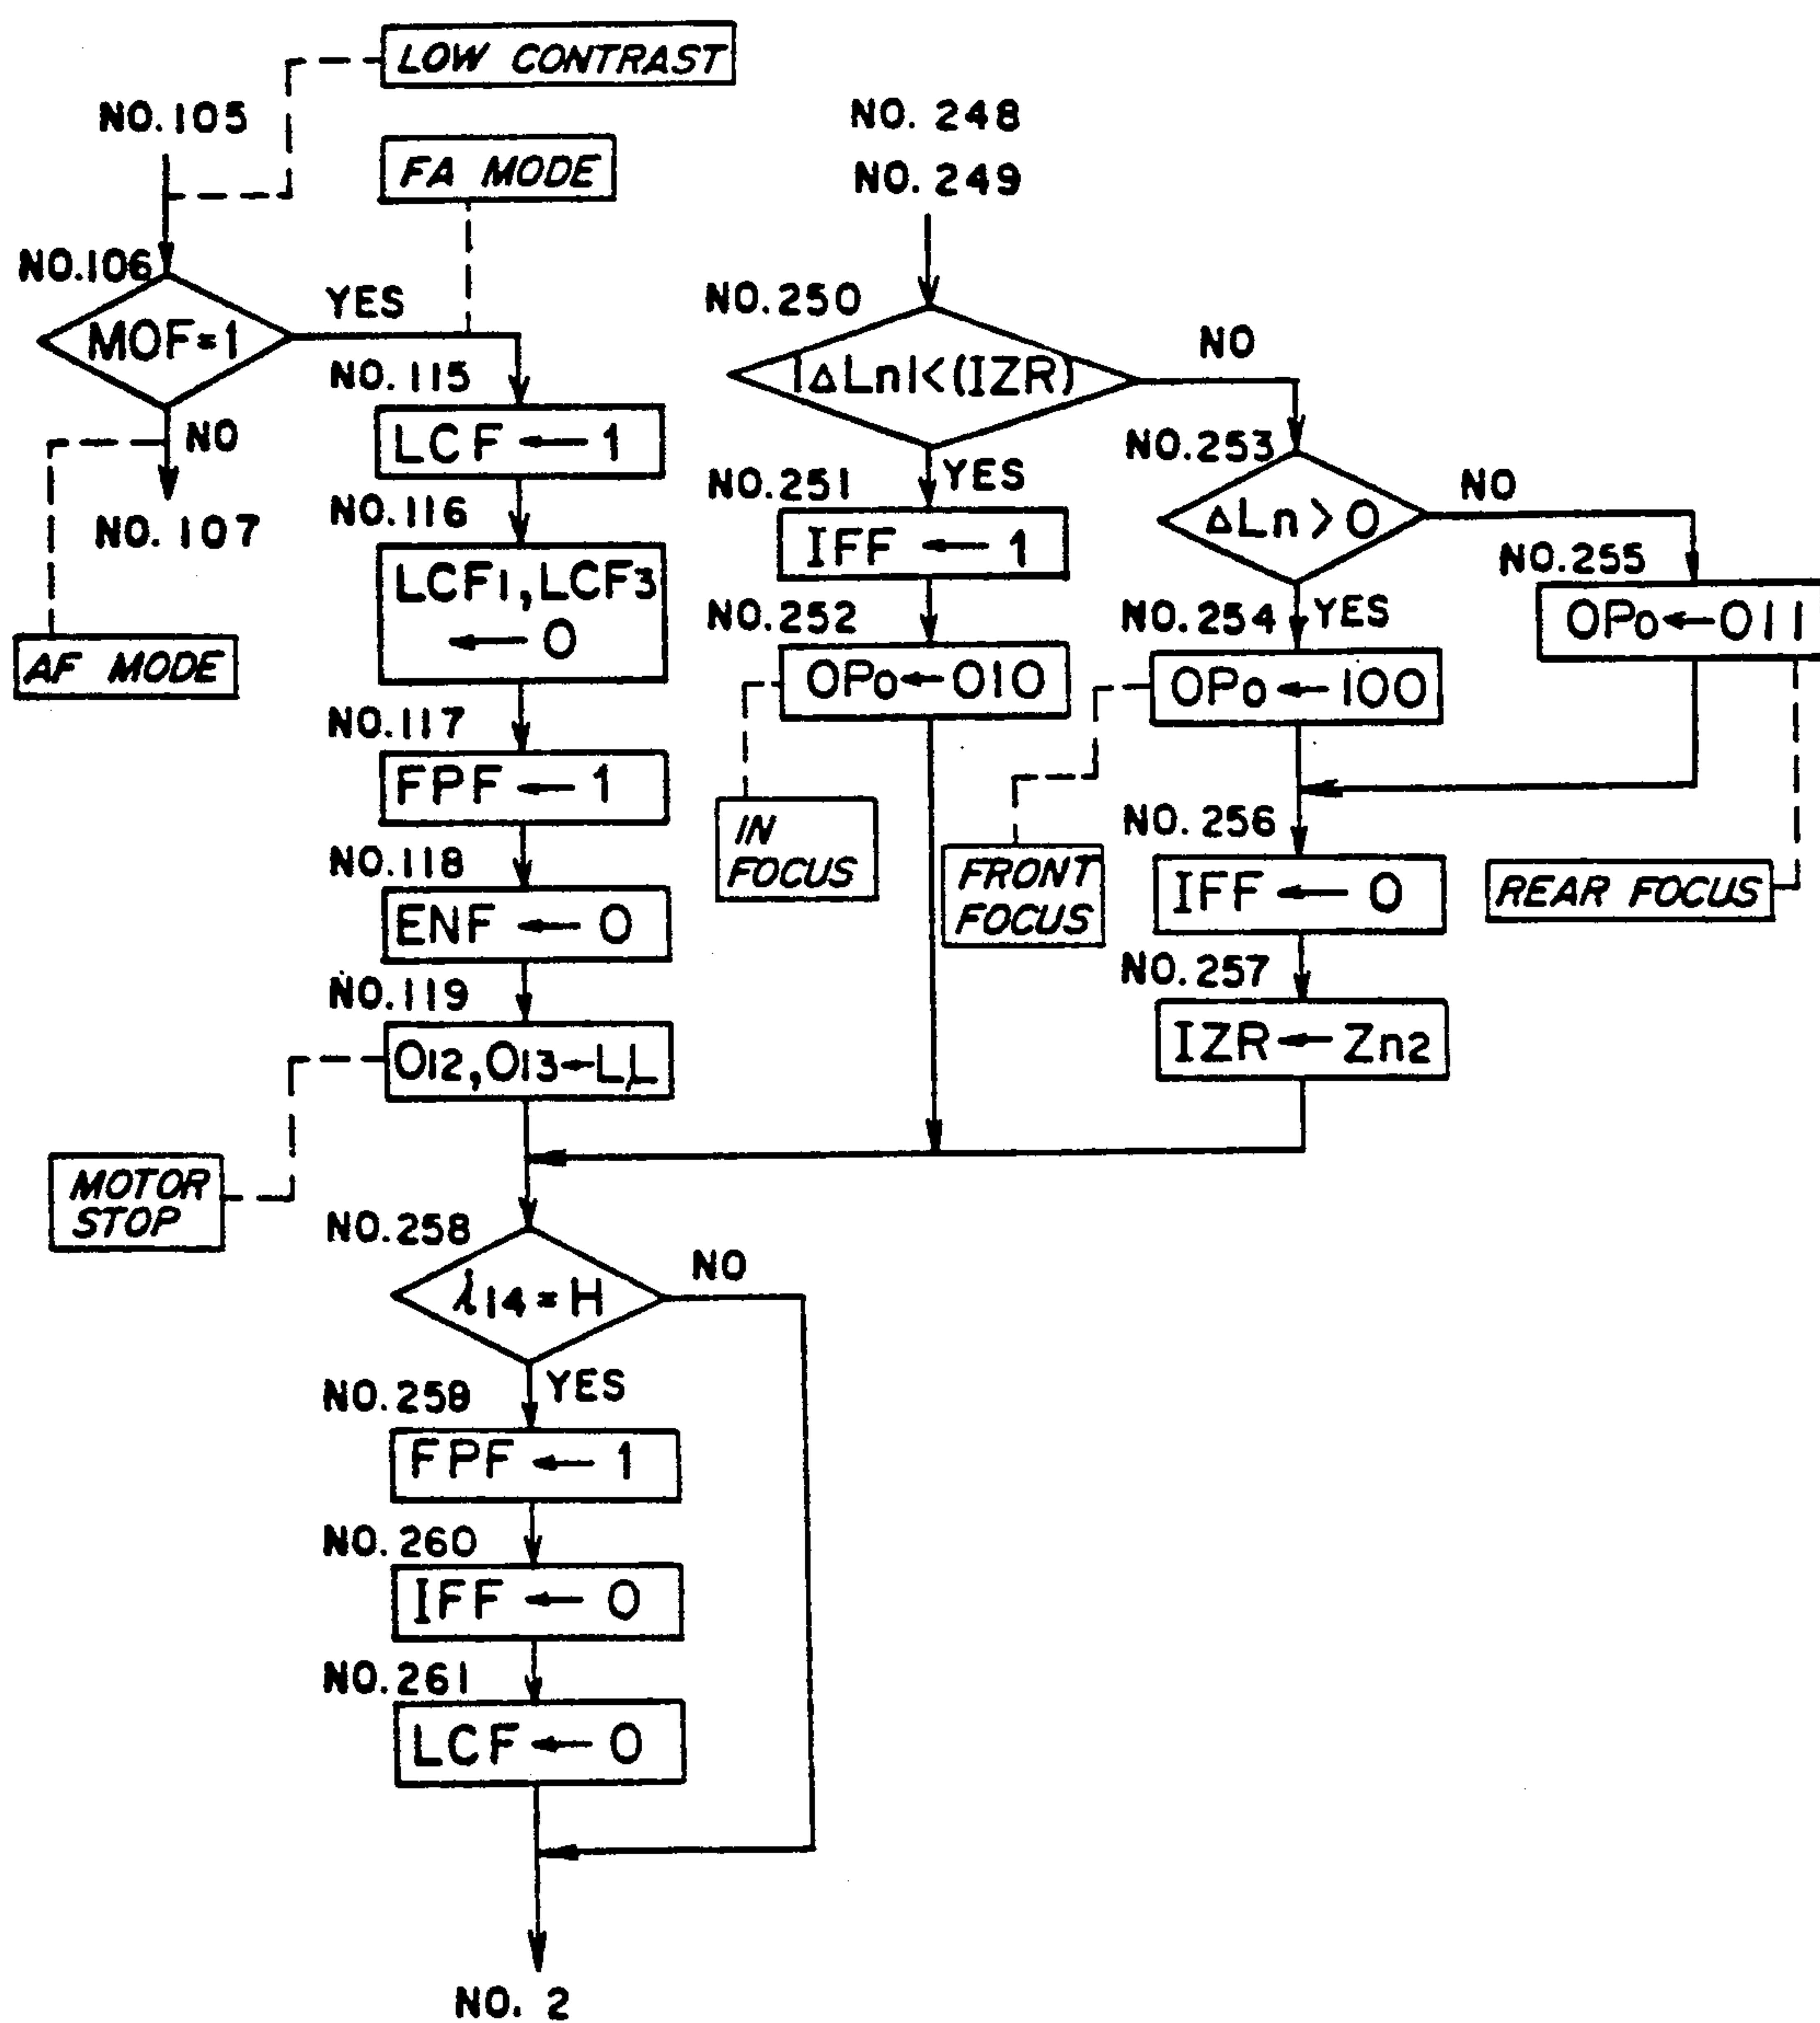 LOW CONTRAST
NO.105
FA MODE
NO.106
MOF=1
YES
NO
NO.107
AF MODE
NO.115
LCF ← 1
NO.116
LCF1, LCF3
← 0
NO.117
FPF ← 1
NO.118
ENF ← 0
NO.119
O12, O13 ← L,L
MOTOR
STOP
NO. 248
NO. 249
NO.250
|ΔLn|<(IZR)
NO
YES
NO.251
IFF ← 1
NO.252
OPo ← 010
IN
FOCUS
NO.253
ΔLn > 0
NO
YES
NO.254
OPo ← 100
FRONT
FOCUS
NO.255
OPo ← 011
REAR FOCUS
NO.256
IFF ← 0
NO.257
IZR ← Zn2
NO.258
i14 = H
NO
YES
NO.259
FPF ← 1
NO.260
IFF ← 0
NO.261
LCF ← 0
NO. 2